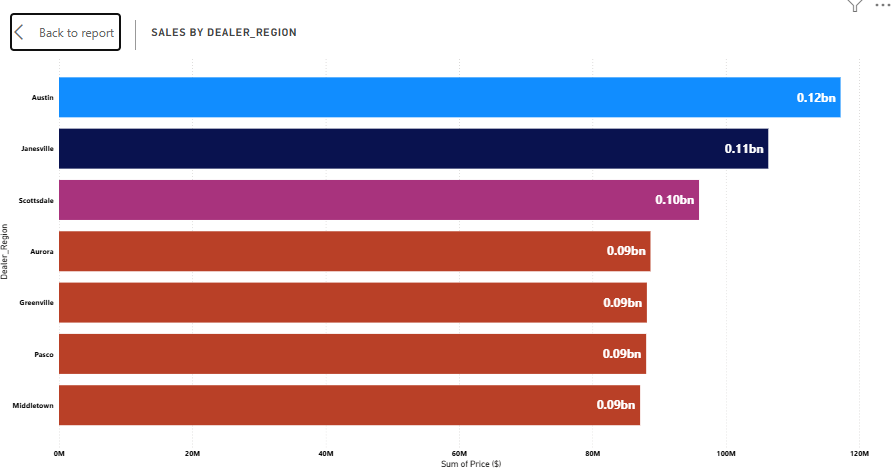 Back to report
SALES BY DEALER_REGION
Dealer_Region
Austin 0.12bn
Janesville 0.11bn
Scottsdale 0.10bn
Aurora 0.09bn
Greenville 0.09bn
Pasco 0.09bn
Middletown 0.09bn
0M 20M 40M 60M 80M 100M 120M
Sum of Price ($)